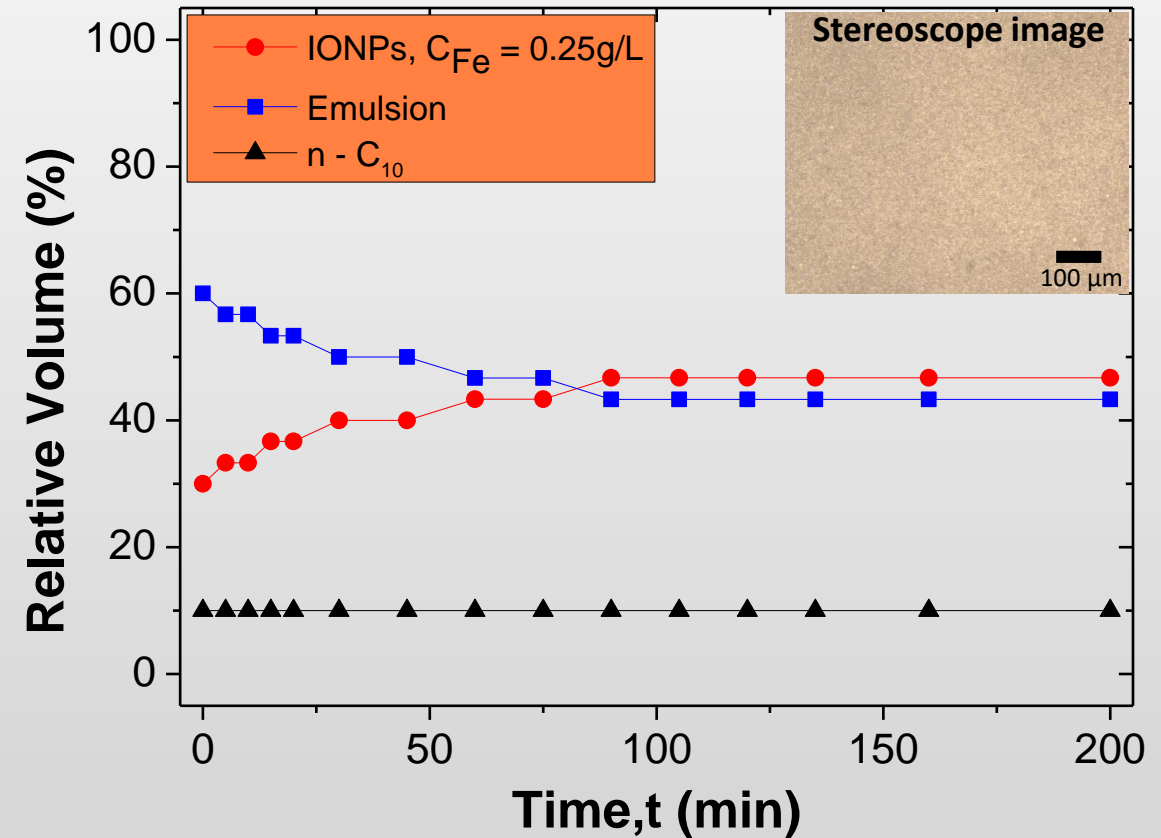 Relative Volume (%)
100
80
60
40
20
0
IONPs, C_Fe = 0.25g/L
Emulsion
n - C₁₀
Stereoscope image
100 μm
0 50 100 150 200
Time,t (min)